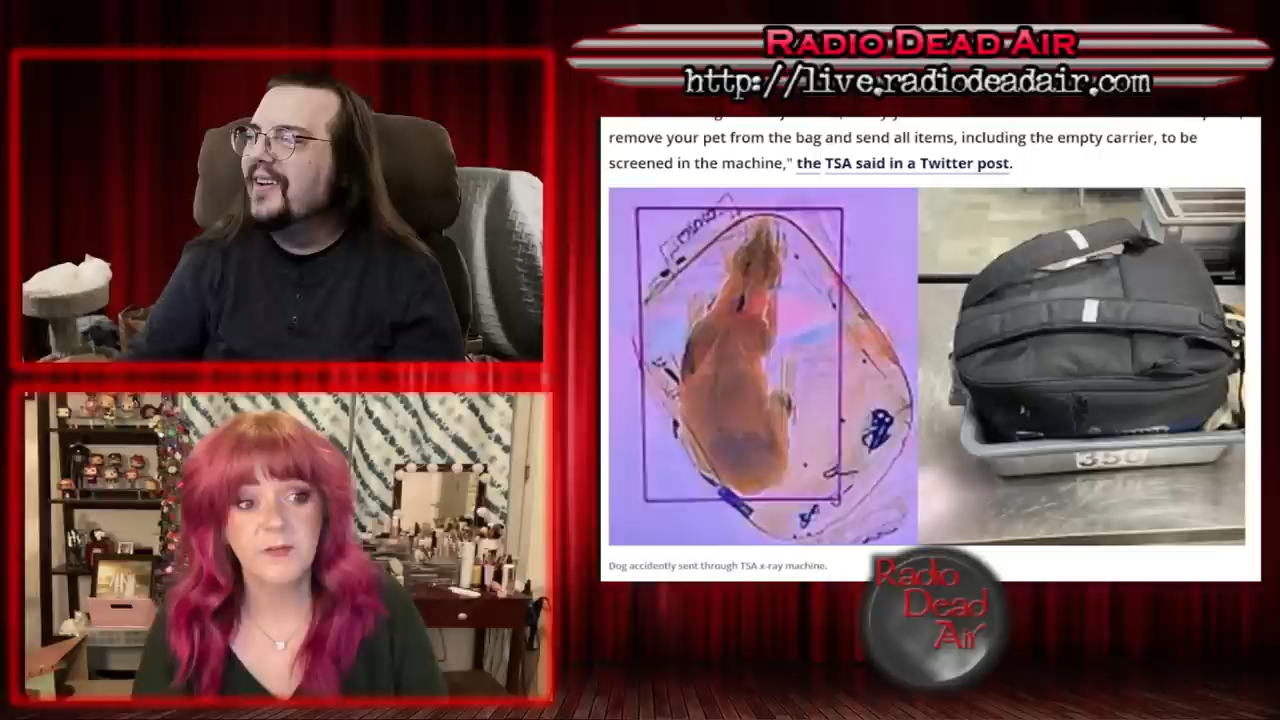 Radio Dead Air
http://live.radiodeadair.com
remove your pet from the bag and send all items, including the empty carrier, to be
screened in the machine," the TSA said in a Twitter post.
350
Dog accidently sent through TSA x-ray machine.
Radio
Dead
Air